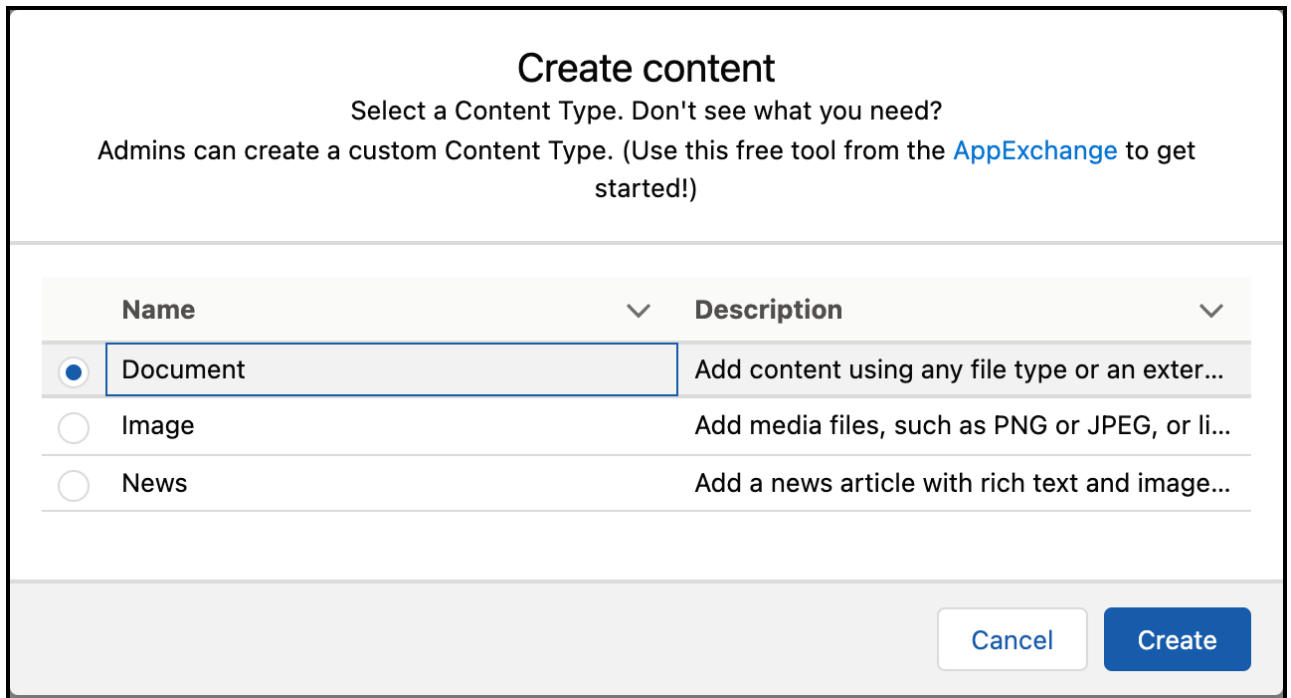 Create content
Select a Content Type. Don't see what you need?
Admins can create a custom Content Type. (Use this free tool from the AppExchange to get
started!)
Name
Description
Document
Add content using any file type or an exter...
Image
Add media files, such as PNG or JPEG, or li...
News
Add a news article with rich text and image...
Cancel
Create